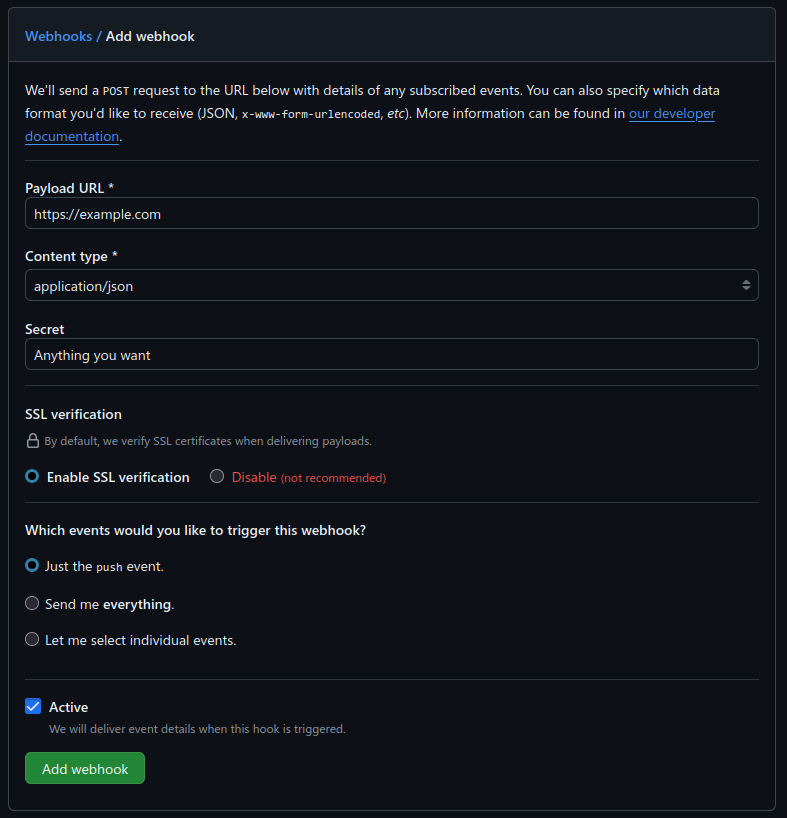 Webhooks / Add webhook
We'll send a POST request to the URL below with details of any subscribed events. You can also specify which data
format you'd like to receive (JSON, x-www-form-urlencoded, etc). More information can be found in our developer
documentation.
Payload URL *
https://example.com
Content type *
application/json
Secret
Anything you want
SSL verification
By default, we verify SSL certificates when delivering payloads.
Enable SSL verification Disable (not recommended)
Which events would you like to trigger this webhook?
Just the push event.
Send me everything.
Let me select individual events.
Active
We will deliver event details when this hook is triggered.
Add webhook